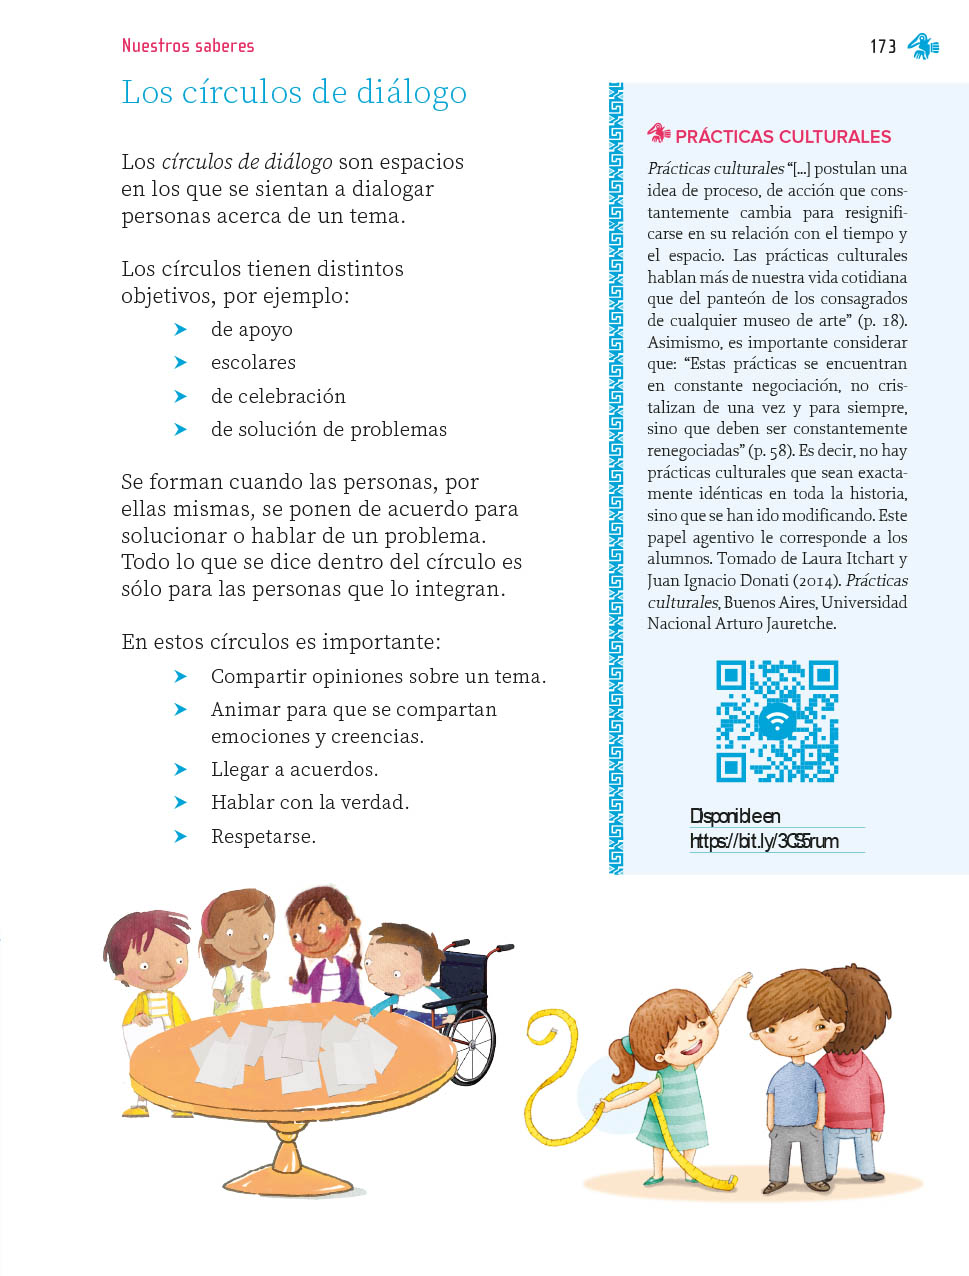 Nuestros saberes
173
Los círculos de diálogo
Los círculos de diálogo son espacios
en los que se sientan a dialogar
personas acerca de un tema.
Los círculos tienen distintos
objetivos, por ejemplo:
➤ de apoyo
➤ escolares
➤ de celebración
➤ de solución de problemas
Se forman cuando las personas, por
ellas mismas, se ponen de acuerdo para
solucionar o hablar de un problema.
Todo lo que se dice dentro del círculo es
sólo para las personas que lo integran.
En estos círculos es importante:
➤ Compartir opiniones sobre un tema.
➤ Animar para que se compartan
emociones y creencias.
➤ Llegar a acuerdos.
➤ Hablar con la verdad.
➤ Respetarse.
PRÁCTICAS CULTURALES
Prácticas culturales “[...] postulan una
idea de proceso, de acción que cons-
tantemente cambia para resignifi-
carse en su relación con el tiempo y
el espacio. Las prácticas culturales
hablan más de nuestra vida cotidiana
que del panteón de los consagrados
de cualquier museo de arte” (p. 18).
Asimismo, es importante considerar
que: “Estas prácticas se encuentran
en constante negociación, no cris-
talizan de una vez y para siempre,
sino que deben ser constantemente
renegociadas” (p. 58). Es decir, no hay
prácticas culturales que sean exacta-
mente idénticas en toda la historia,
sino que se han ido modificando. Este
papel agentivo le corresponde a los
alumnos. Tomado de Laura Itchart y
Juan Ignacio Donati (2014). Prácticas
culturales, Buenos Aires, Universidad
Nacional Arturo Jauretche.
Disponible en
https://bit.ly/3CS5rum